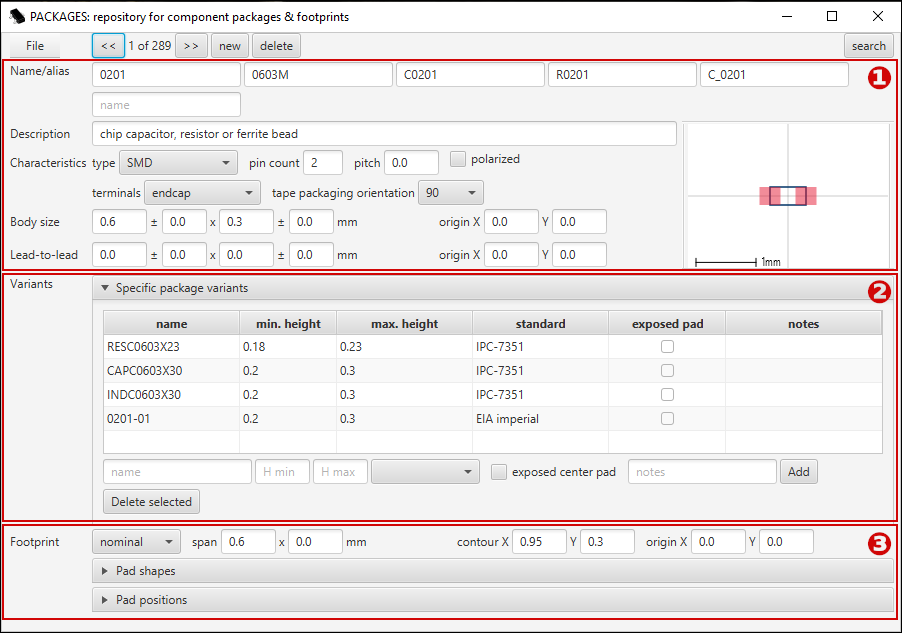 PACKAGES: repository for component packages & footprints
File << 1 of 289 >> new delete search
Name/alias 0201 0603M C0201 R0201 C_0201 1
name
Description chip capacitor, resistor or ferrite bead
Characteristics type SMD pin count 2 pitch 0.0 polarized
terminals endcap tape packaging orientation 90
Body size 0.6 ± 0.0 x 0.3 ± 0.0 mm origin X 0.0 Y 0.0
Lead-to-lead 0.0 ± 0.0 x 0.0 ± 0.0 mm origin X 0.0 Y 0.0
1mm
Variants Specific package variants 2
name min. height max. height standard exposed pad notes
RESC0603X23 0.18 0.23 IPC-7351
CAPC0603X30 0.2 0.3 IPC-7351
INDC0603X30 0.2 0.3 IPC-7351
0201-01 0.2 0.3 EIA imperial
name H min H max exposed center pad notes Add
Delete selected
Footprint nominal span 0.6 x 0.0 mm contour X 0.95 Y 0.3 origin X 0.0 Y 0.0 3
Pad shapes
Pad positions